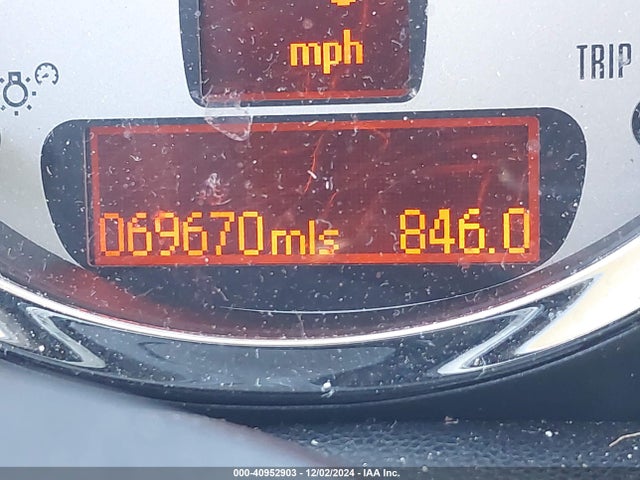 mph
TRIP
069670mls 846.0
000-40952903 - 12/02/2024 - IAA Inc.